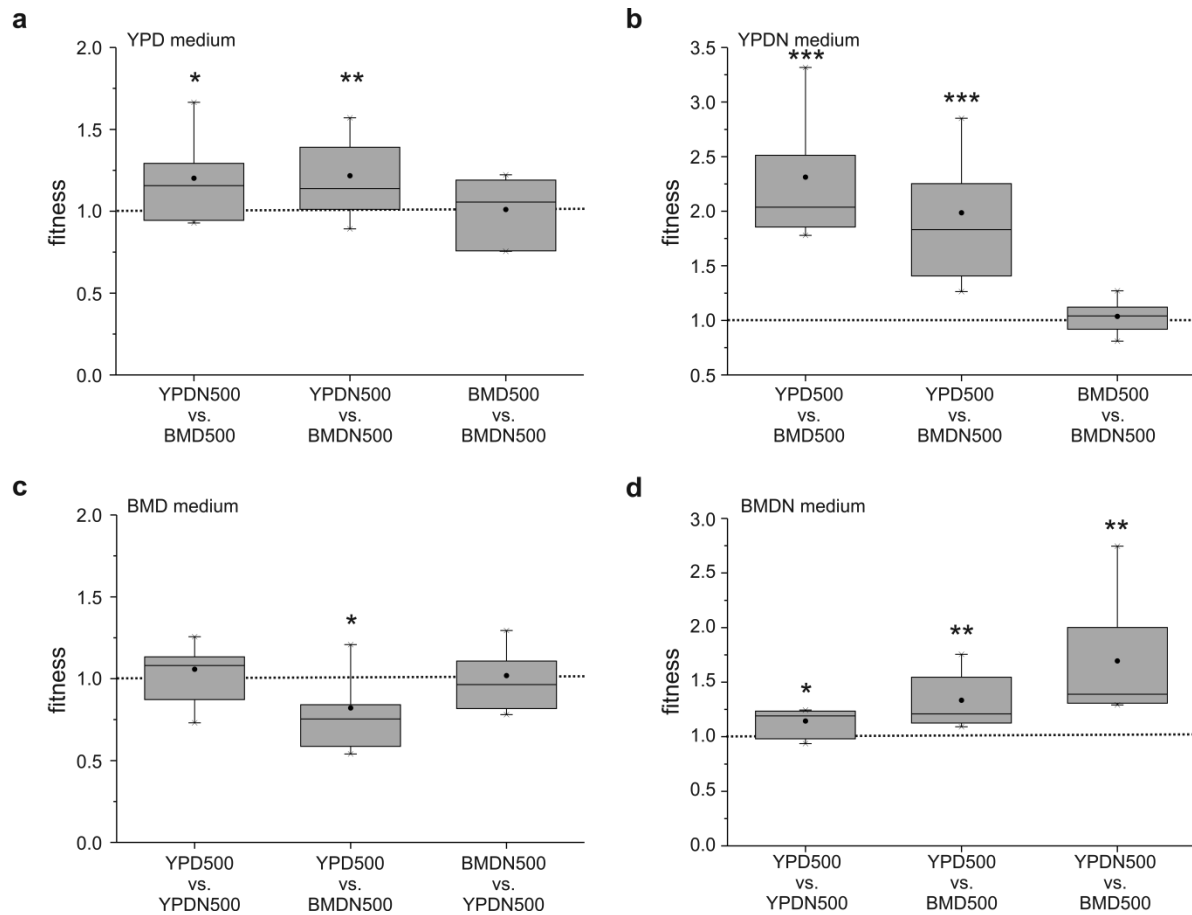 a
YPD medium
2.0
1.5
1.0
0.5
0.0
fitness
*
**
YPDN500
vs.
BMD500
YPDN500
vs.
BMDN500
BMD500
vs.
BMDN500
b
YPDN medium
3.5
3.0
2.5
2.0
1.5
1.0
0.5
fitness
***
***
YPD500
vs.
BMD500
YPD500
vs.
BMDN500
BMD500
vs.
BMDN500
c
BMD medium
2.0
1.5
1.0
0.5
0.0
fitness
*
YPD500
vs.
YPDN500
YPD500
vs.
BMDN500
BMDN500
vs.
YPDN500
d
BMDN medium
3.0
2.5
2.0
1.5
1.0
0.5
0.0
fitness
*
**
**
YPD500
vs.
YPDN500
YPD500
vs.
BMD500
YPDN500
vs.
BMD500